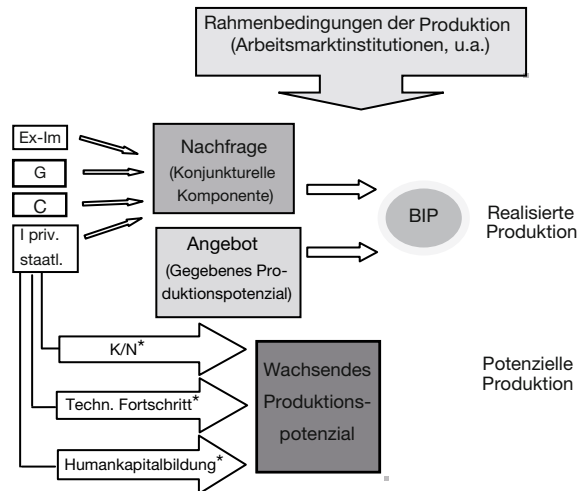 Rahmenbedingungen der Produktion
(Arbeitsmarktinstitutionen, u.a.)
Ex-Im
G
C
I priv.
staatl.
Nachfrage
(Konjunkturelle
Komponente)
Angebot
(Gegebenes Pro-
duktionspotenzial)
BIP
Realisierte
Produktion
K/N*
Techn. Fortschritt*
Humankapitalbildung*
Wachsendes
Produktions-
potenzial
Potenzielle
Produktion